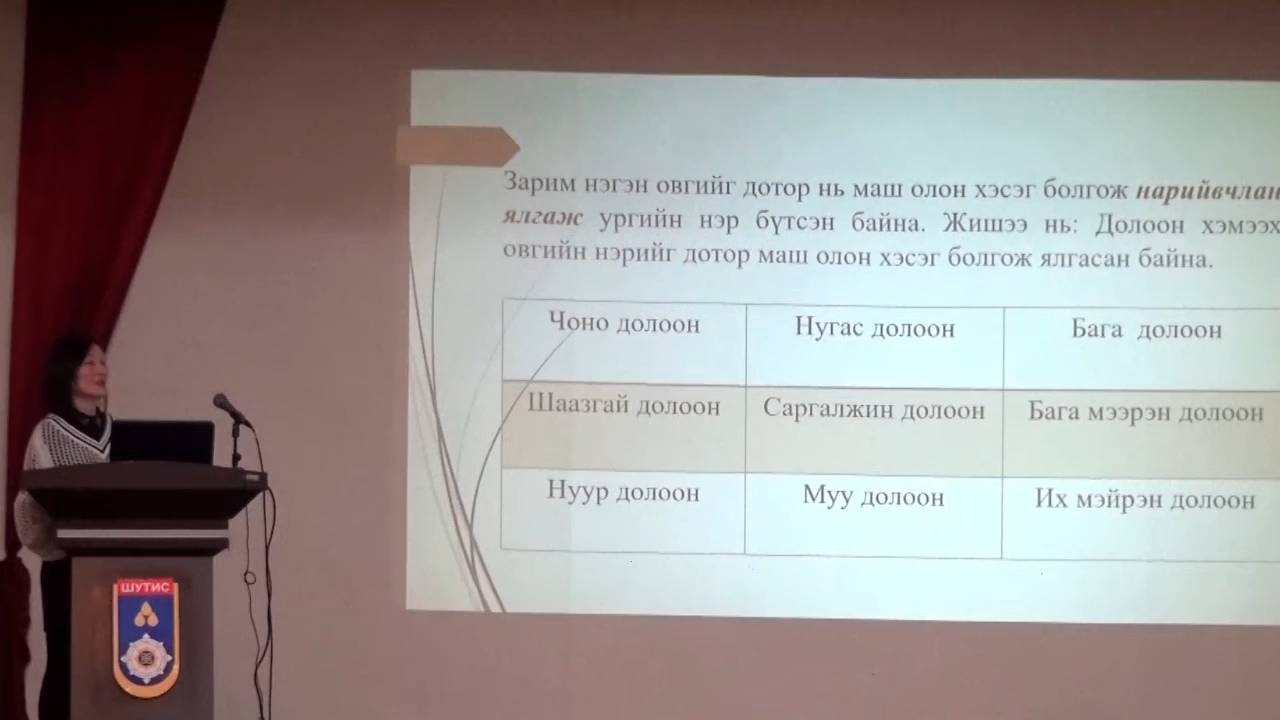 Зарим нэгэн овгийг дотор нь маш олон хэсэг болгож нарийвчлан
ялгаж ургийн нэр бүтсэн байна. Жишээ нь: Долоон хэмээх
овгийн нэрийг дотор маш олон хэсэг болгож ялгасан байна.
Чоно долоон Нугас долоон Бага долоон
Шаазгай долоон Саргалжин долоон Бага мээрэн долоон
Нуур долоон Муу долоон Их мэйрэн долоон
ШУТИС